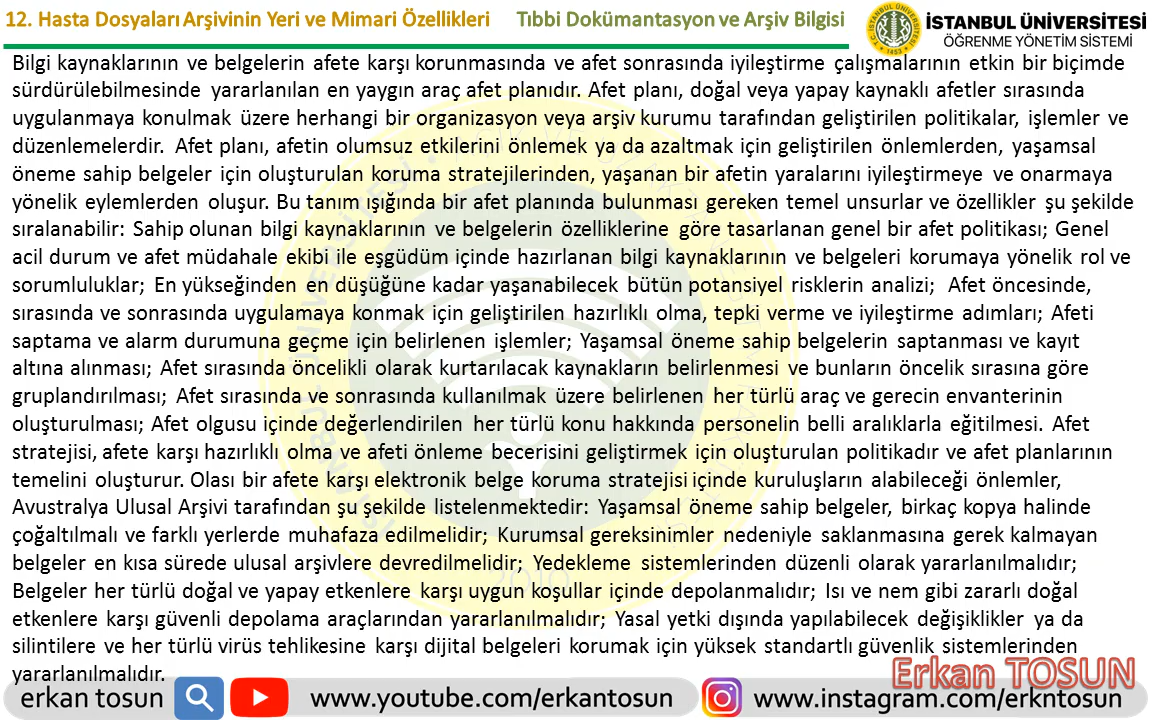 12. Hasta Dosyaları Arşivinin Yeri ve Mimari Özellikleri Tıbbi Dokümantasyon ve Arşiv Bilgisi
İSTANBUL ÜNİVERSİTESİ
ÖĞRENME YÖNETİM SİSTEMİ
Bilgi kaynaklarının ve belgelerin afete karşı korunmasında ve afet sonrasında iyileştirme çalışmalarının etkin bir biçimde
sürdürülebilmesinde yararlanılan en yaygın araç afet planıdır. Afet planı, doğal veya yapay kaynaklı afetler sırasında
uygulanmaya konulmak üzere herhangi bir organizasyon veya arşiv kurumu tarafından geliştirilen politikalar, işlemler ve
düzenlemelerdir. Afet planı, afetin olumsuz etkilerini önlemek ya da azaltmak için geliştirilen önlemlerden, yaşamsal
öneme sahip belgeler için oluşturulan koruma stratejilerinden, yaşanan bir afetin yaralarını iyileştirmeye ve onarmaya
yönelik eylemlerden oluşur. Bu tanım ışığında bir afet planında bulunması gereken temel unsurlar ve özellikler şu şekilde
sıralanabilir: Sahip olunan bilgi kaynaklarının ve belgelerin özelliklerine göre tasarlanan genel bir afet politikası; Genel
acil durum ve afet müdahale ekibi ile eşgüdüm içinde hazırlanan bilgi kaynaklarının ve belgeleri korumaya yönelik rol ve
sorumluluklar; En yükseğinden en düşüğüne kadar yaşanabilecek bütün potansiyel risklerin analizi; Afet öncesinde,
sırasında ve sonrasında uygulamaya konmak için geliştirilen hazırlıklı olma, tepki verme ve iyileştirme adımları; Afeti
saptama ve alarm durumuna geçme için belirlenen işlemler; Yaşamsal öneme sahip belgelerin saptanması ve kayıt
altına alınması; Afet sırasında öncelikli olarak kurtarılacak kaynakların belirlenmesi ve bunların öncelik sırasına göre
gruplandırılması; Afet sırasında ve sonrasında kullanılmak üzere belirlenen her türlü araç ve gerecin envanterinin
oluşturulması; Afet olgusu içinde değerlendirilen her türlü konu hakkında personelin belli aralıklarla eğitilmesi. Afet
stratejisi, afete karşı hazırlıklı olma ve afeti önleme becerisini geliştirmek için oluşturulan politikadır ve afet planlarının
temelini oluşturur. Olası bir afete karşı elektronik belge koruma stratejisi içinde kuruluşların alabileceği önlemler,
Avustralya Ulusal Arşivi tarafından şu şekilde listelenmektedir: Yaşamsal öneme sahip belgeler, birkaç kopya halinde
çoğaltılmalı ve farklı yerlerde muhafaza edilmelidir; Kurumsal gereksinimler nedeniyle saklanmasına gerek kalmayan
belgeler en kısa sürede ulusal arşivlere devredilmelidir; Yedekleme sistemlerinden düzenli olarak yararlanılmalıdır;
Belgeler her türlü doğal ve yapay etkenlere karşı uygun koşullar içinde depolanmalıdır; Isı ve nem gibi zararlı doğal
etkenlere karşı güvenli depolama araçlarından yararlanılmalıdır; Yasal yetki dışında yapılabilecek değişiklikler ya da
silintilere ve her türlü virüs tehlikesine karşı dijital belgeleri korumak için yüksek standartlı güvenlik sistemlerinden
yararlanılmalıdır.
Erkan TOSUN
erkan tosun www.youtube.com/erkantosun www.instagram.com/erkntosun